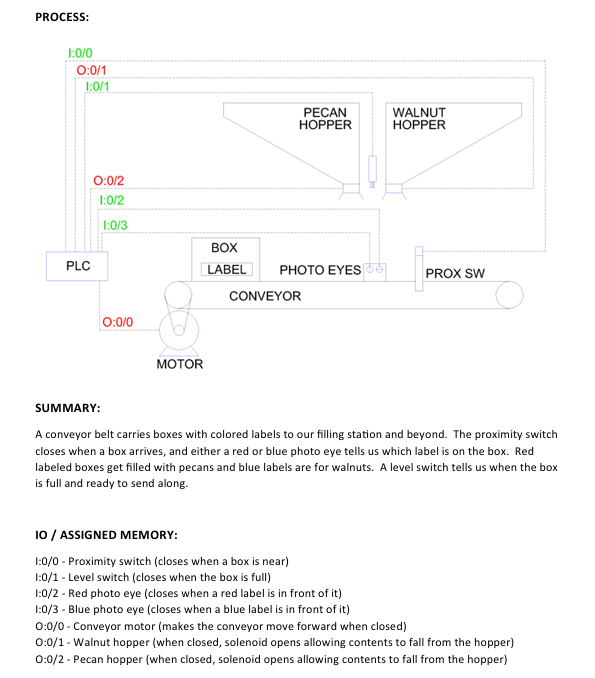 PROCESS:
I:0/0
O:0/1
I:0/1
PECAN
HOPPER
WALNUT
HOPPER
O:0/2
I:0/2
I:0/3
BOX
LABEL
PLC
PHOTO EYES
PROX SW
CONVEYOR
O:0/0
MOTOR
SUMMARY:
A conveyor belt carries boxes with colored labels to our filling station and beyond. The proximity switch
closes when a box arrives, and either a red or blue photo eye tells us which label is on the box. Red
labeled boxes get filled with pecans and blue labels are for walnuts. A level switch tells us when the box
is full and ready to send along.
IO / ASSIGNED MEMORY:
I:0/0 - Proximity switch (closes when a box is near)
I:0/1 - Level switch (closes when the box is full)
I:0/2 - Red photo eye (closes when a red label is in front of it)
I:0/3 - Blue photo eye (closes when a blue label is in front of it)
O:0/0 - Conveyor motor (makes the conveyor move forward when closed)
O:0/1 - Walnut hopper (when closed, solenoid opens allowing contents to fall from the hopper)
O:0/2 - Pecan hopper (when closed, solenoid opens allowing contents to fall from the hopper)